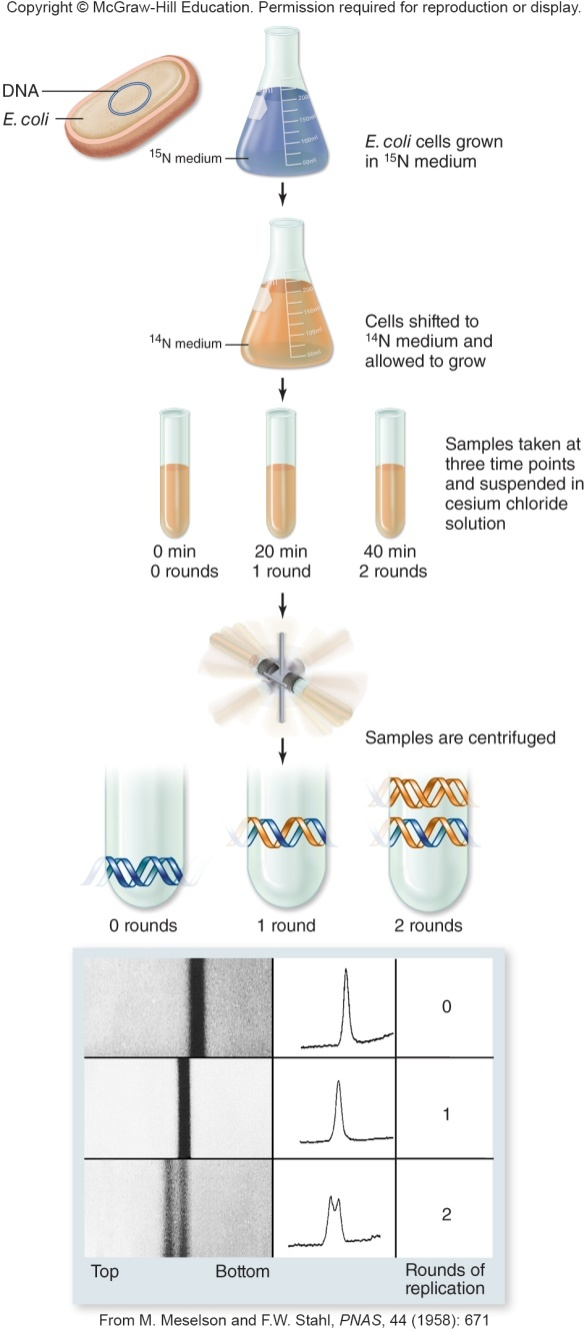 Copyright © McGraw-Hill Education. Permission required for reproduction or display.
DNA
E. coli
¹⁵N medium
E. coli cells grown
in ¹⁵N medium
¹⁴N medium
Cells shifted to
¹⁴N medium and
allowed to grow
Samples taken at
three time points
and suspended in
cesium chloride
solution
0 min
0 rounds
20 min
1 round
40 min
2 rounds
Samples are centrifuged
0 rounds
1 round
2 rounds
0
1
2
Top
Bottom
Rounds of
replication
From M. Meselson and F.W. Stahl, PNAS, 44 (1958): 671